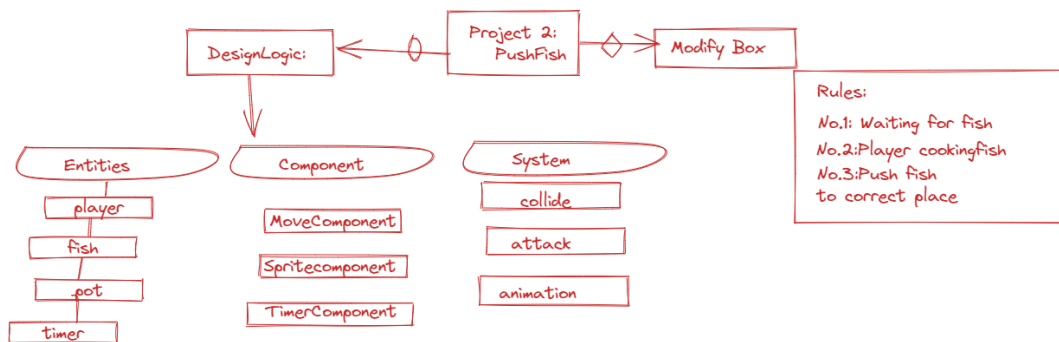 Project 2:
PushFish
DesignLogic:
Modify Box
Rules:
No.1: Waiting for fish
No.2:Player cookingfish
No.3:Push fish
to correct place
Entities
player
fish
pot
timer
Component
MoveComponent
Spritecomponent
TimerComponent
System
collide
attack
animation